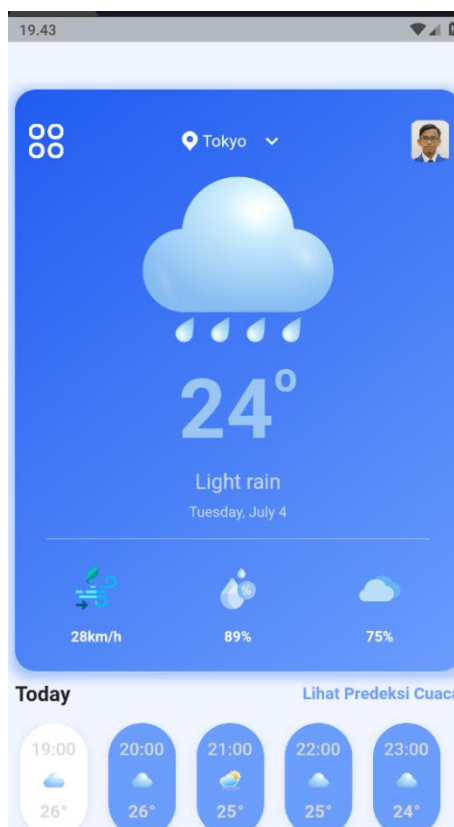 19.43
Tokyo
24°
Light rain
Tuesday, July 4
%
28km/h 89% 75%
Today Lihat Predeksi Cuaca
19:00 20:00 21:00 22:00 23:00
26° 26° 25° 25° 24°